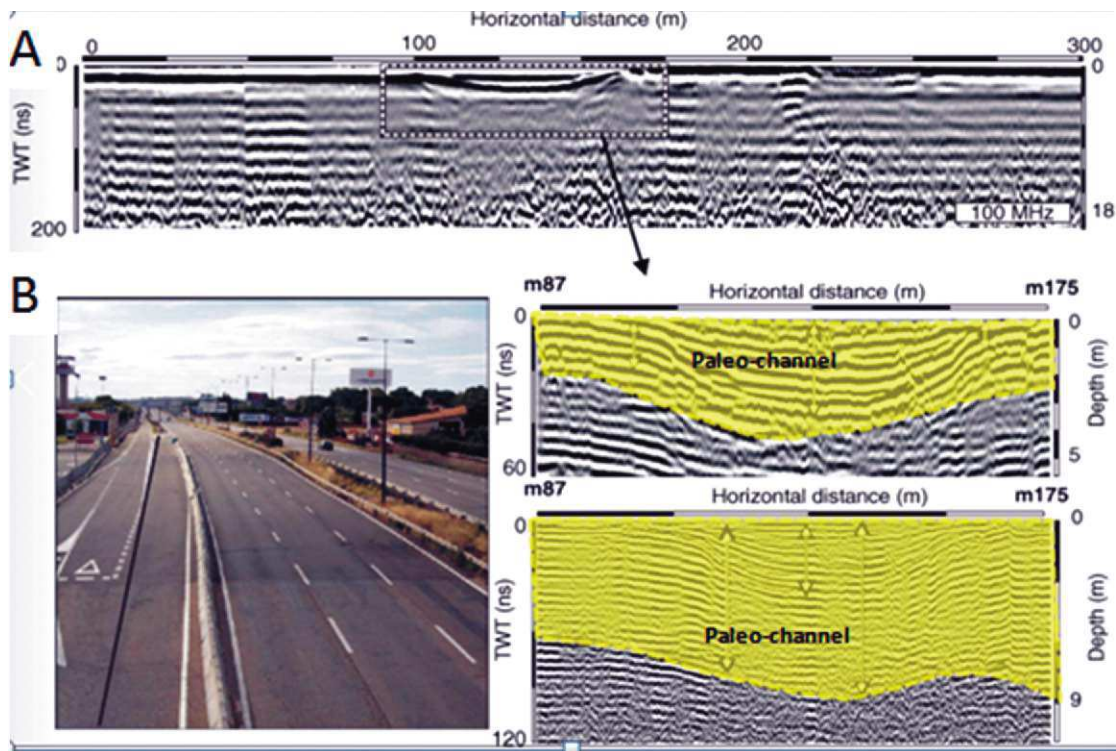 A
Horizontal distance (m)
0 100 200 300
0 0
TWT (ns)
200
100 MHz
18
B
m87 m175
Horizontal distance (m)
0 0
Paleo-channel
TWT (ns)
Depth (m)
60 5
m87 m175
Horizontal distance (m)
0 0
TWT (ns)
Depth (m)
Paleo-channel
9
120